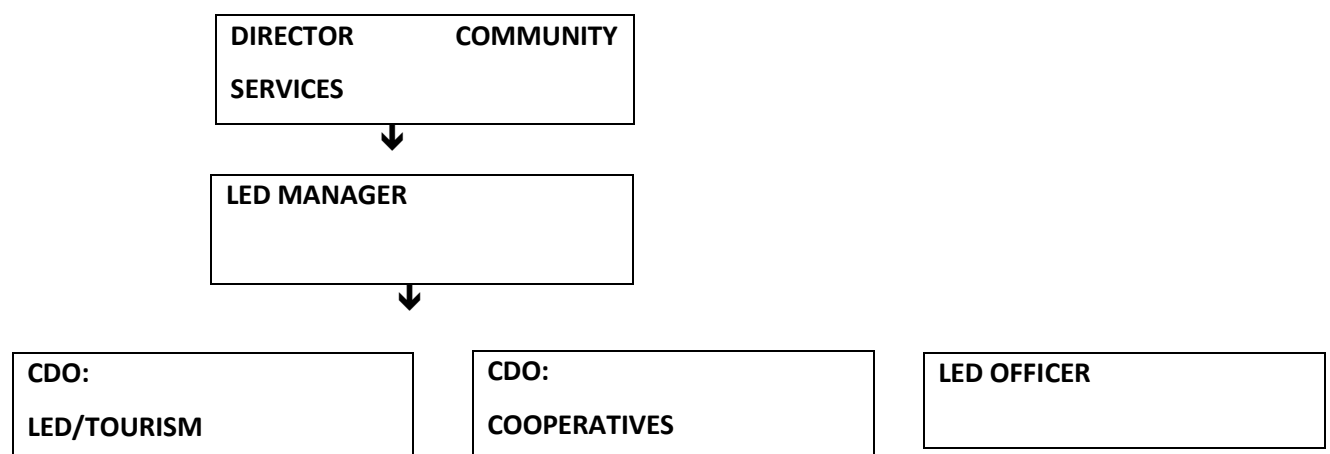 DIRECTOR COMMUNITY
SERVICES
LED MANAGER
CDO:
LED/TOURISM
CDO:
COOPERATIVES
LED OFFICER